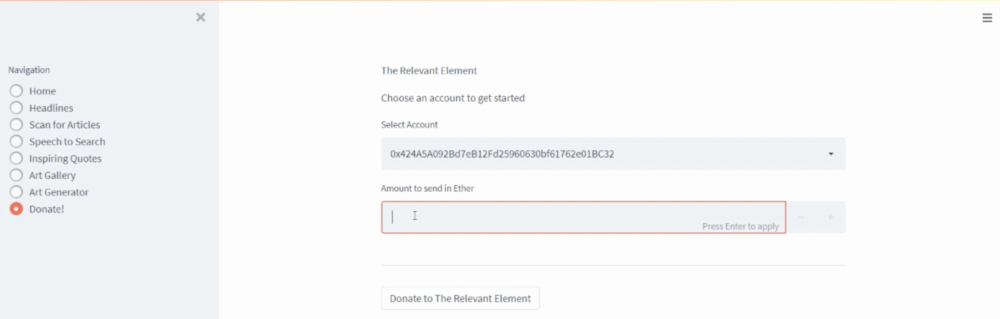 Navigation
Home
Headlines
Scan for Articles
Speech to Search
Inspiring Quotes
Art Gallery
Art Generator
Donate!
The Relevant Element
Choose an account to get started
Select Account
0x424A5A092Bd7eB12Fd25960630bf61762e01BC32
Amount to send in Ether
Press Enter to apply
Donate to The Relevant Element